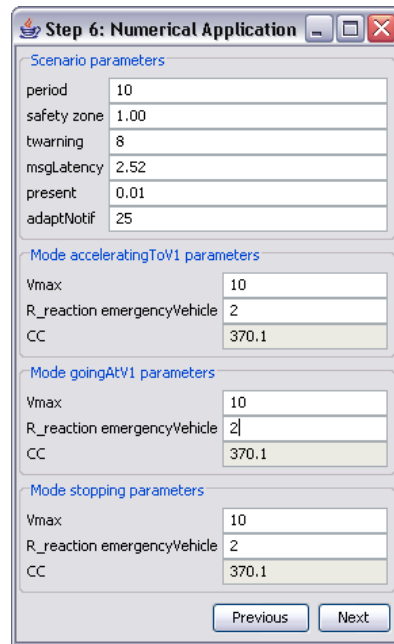 Step 6: Numerical Application
Scenario parameters
period 10
safety zone 1.00
twarning 8
msgLatency 2.52
present 0.01
adaptNotif 25
Mode acceleratingToV1 parameters
Vmax 10
R_reaction emergencyVehicle 2
CC 370.1
Mode goingAtV1 parameters
Vmax 10
R_reaction emergencyVehicle 2
CC 370.1
Mode stopping parameters
Vmax 10
R_reaction emergencyVehicle 2
CC 370.1
Previous Next